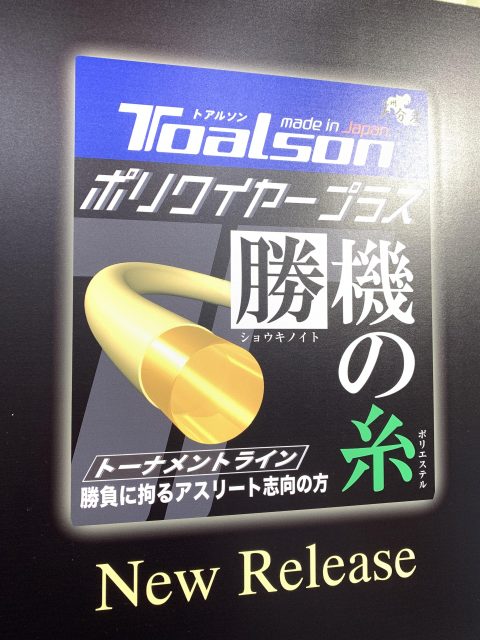 トアルソン
made in Japan
Toalson
ポリワイヤープラス
勝機の糸
ショウキノイト
ポリエステル
トーナメントライン
勝負に拘るアスリート志向の方
New Release